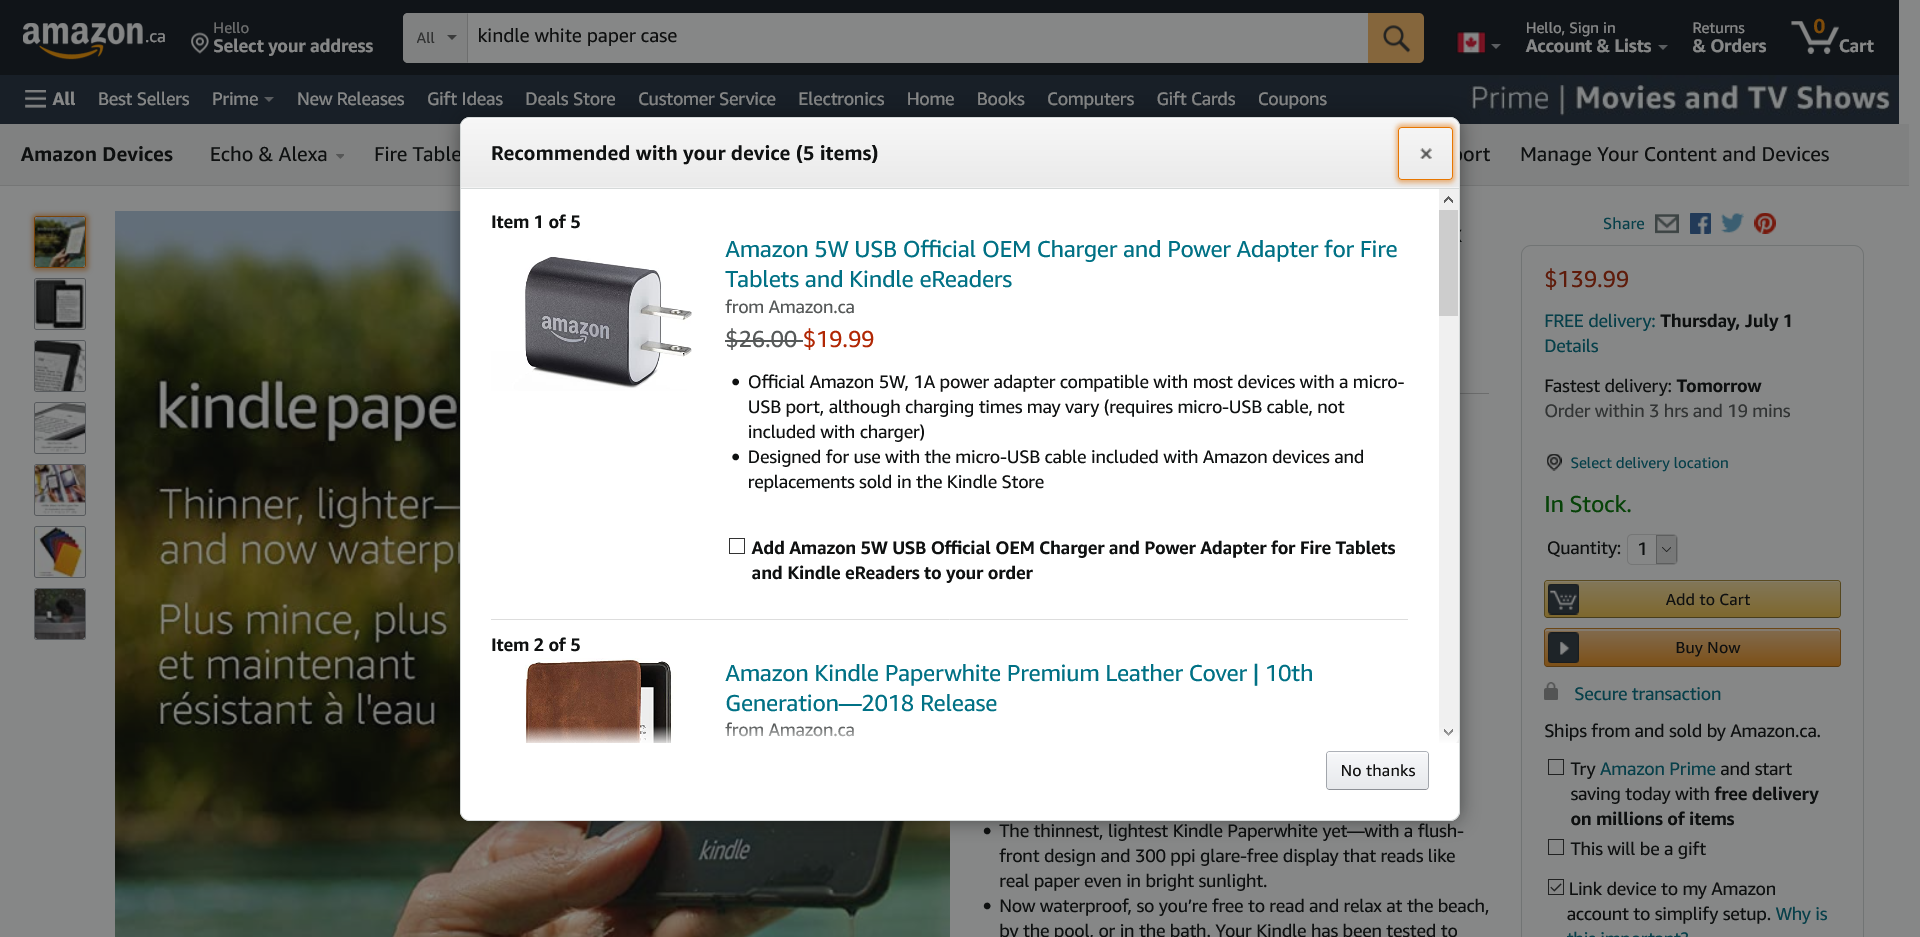 amazon.ca
Hello
Select your address
All
kindle white paper case
Hello, Sign in
Account & Lists
Returns
& Orders
0
Cart
All
Best Sellers
Prime
New Releases
Gift Ideas
Deals Store
Customer Service
Electronics
Home
Books
Computers
Gift Cards
Coupons
Prime | Movies and TV Shows
Amazon Devices
Echo & Alexa
Fire Table
Manage Your Content and Devices
Recommended with your device (5 items)
×
Item 1 of 5
amazon
Amazon 5W USB Official OEM Charger and Power Adapter for Fire
Tablets and Kindle eReaders
from Amazon.ca
$26.00 $19.99
• Official Amazon 5W, 1A power adapter compatible with most devices with a micro-
USB port, although charging times may vary (requires micro-USB cable, not
included with charger)
• Designed for use with the micro-USB cable included with Amazon devices and
replacements sold in the Kindle Store
Add Amazon 5W USB Official OEM Charger and Power Adapter for Fire Tablets
and Kindle eReaders to your order
Item 2 of 5
Amazon Kindle Paperwhite Premium Leather Cover | 10th
Generation—2018 Release
from Amazon.ca
No thanks
kindle pape
Thinner, lighter—
and now waterp
Plus mince, plus
et maintenant
résistant à l'eau
kindle
• The thinnest, lightest Kindle Paperwhite yet—with a flush-
front design and 300 ppi glare-free display that reads like
real paper even in bright sunlight.
• Now waterproof, so you're free to read and relax at the beach,
by the pool, or in the bath. Your Kindle has been tested to
Share
$139.99
FREE delivery: Thursday, July 1
Details
Fastest delivery: Tomorrow
Order within 3 hrs and 19 mins
Select delivery location
In Stock.
Quantity: 1
Add to Cart
Buy Now
Secure transaction
Ships from and sold by Amazon.ca.
Try Amazon Prime and start
saving today with free delivery
on millions of items
This will be a gift
Link device to my Amazon
account to simplify setup. Why is
this important?